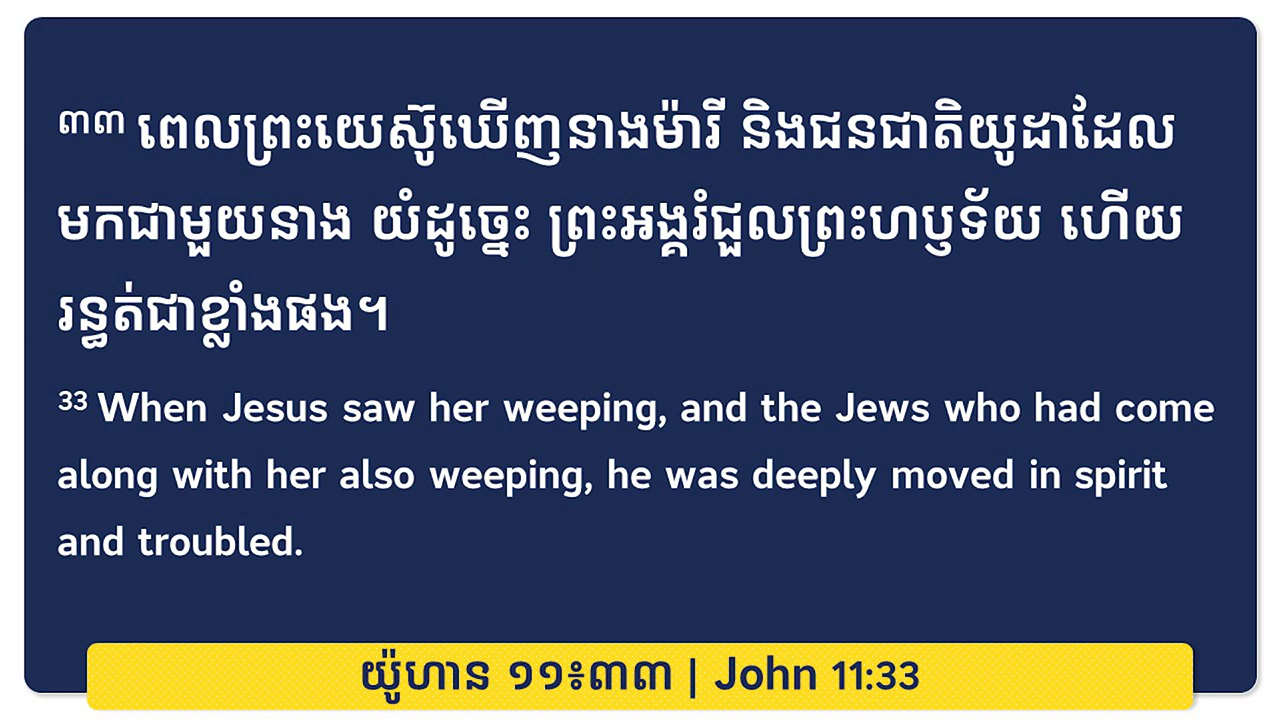 ៣៣ ពេលព្រះយេស៊ូឃើញនាងម៉ារី និងជនជាតិយូដាដែល
មកជាមួយនាង យំដូច្នេះ ព្រះអង្គរំជួលព្រះហឫទ័យ ហើយ
រន្ធត់ជាខ្លាំងផង។
33 When Jesus saw her weeping, and the Jews who had come
along with her also weeping, he was deeply moved in spirit
and troubled.
យ៉ូហាន ១១៖៣៣ | John 11:33